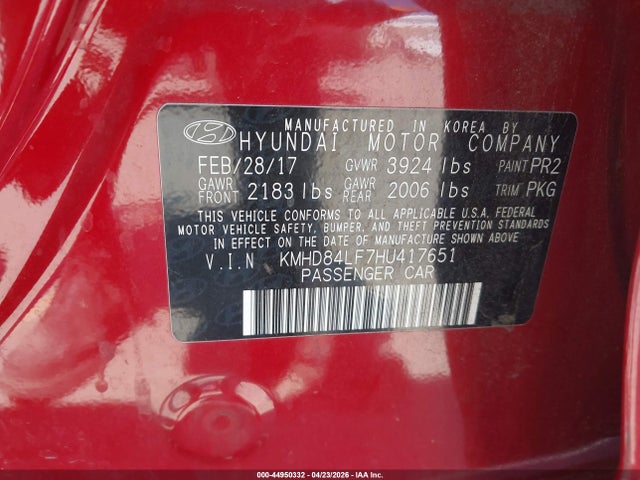 MANUFACTURED IN KOREA BY
HYUNDAI MOTOR COMPANY
FEB/28/17 GVWR 3924 lbs PAINT PR2
GAWR FRONT 2183 lbs GAWR REAR 2006 lbs TRIM PKG
THIS VEHICLE CONFORMS TO ALL APPLICABLE U.S.A. FEDERAL
MOTOR VEHICLE SAFETY, BUMPER, AND THEFT PREVENTION STANDARDS
IN EFFECT ON THE DATE OF MANUFACTURE SHOWN ABOVE.
V.I.N KMHD84LF7HU417651
PASSENGER CAR
000-44950332 - 04/23/2026 - IAA Inc.